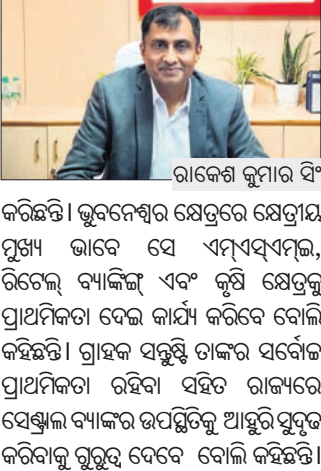 ରାକେଶ କୁମାର ସିଂ
କରିଛନ୍ତି। ଭୁବନେଶ୍ୱର କ୍ଷେତ୍ରରେ କ୍ଷେତ୍ରୀୟ
ମୁଖ୍ୟ ଭାବେ ସେ ଏମ୍ଏସ୍ଏମ୍ଇ,
ରିଟେଲ୍ ବ୍ୟାଙ୍କିଙ୍ଗ୍ ଏବଂ କୃଷି କ୍ଷେତ୍ରକୁ
ପ୍ରାଥମିକତା ଦେଇ କାର୍ଯ୍ୟ କରିବେ ବୋଲି
କହିଛନ୍ତି। ଗ୍ରାହକ ସନ୍ତୁଷ୍ଟି ତାଙ୍କର ସର୍ବୋଚ୍ଚ
ପ୍ରାଥମିକତା ରହିବା ସହିତ ରାଜ୍ୟରେ
ସେଣ୍ଟ୍ରାଲ ବ୍ୟାଙ୍କର ଉପସ୍ଥିତିକୁ ଆହୁରି ସୁଦୃଢ
କରିବାକୁ ଗୁରୁତ୍ୱ ଦେବେ ବୋଲି କହିଛନ୍ତି।